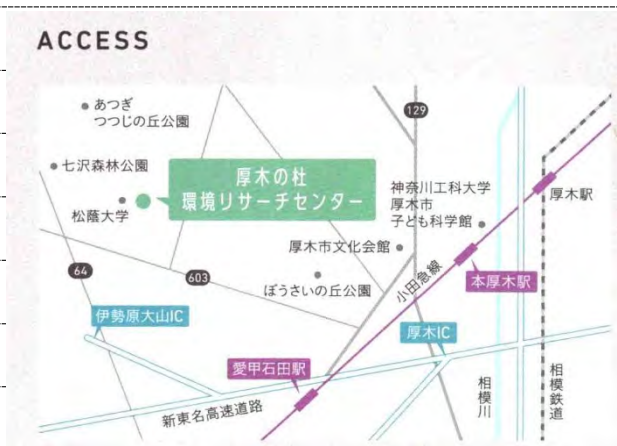 ACCESS
あつぎ
つつじの丘公園
129
七沢森林公園
厚木の杜
環境リサーチセンター
松蔭大学
神奈川工科大学
厚木市
子ども科学館
厚木駅
厚木市文化会館
64
603
ぼうさいの丘公園
小田急線
本厚木駅
伊勢原大山IC
厚木IC
愛甲石田駅
新東名高速道路
相模川
相模鉄道